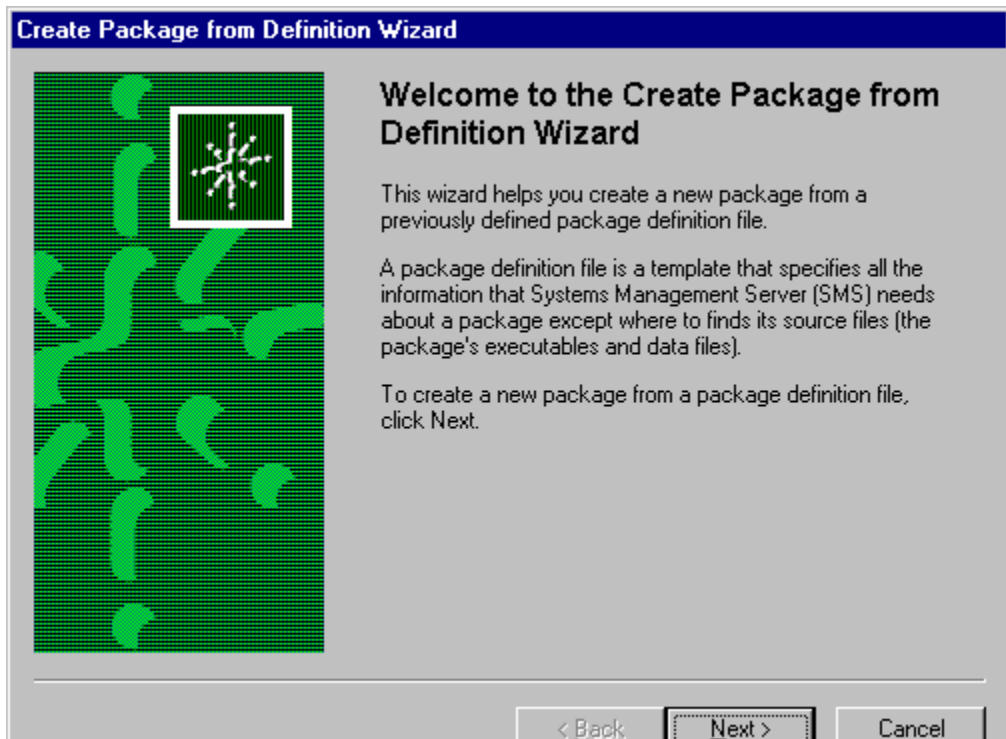 Create Package from Definition Wizard
Welcome to the Create Package from
Definition Wizard
This wizard helps you create a new package from a
previously defined package definition file.
A package definition file is a template that specifies all the
information that Systems Management Server (SMS) needs
about a package except where to finds its source files (the
package's executables and data files).
To create a new package from a package definition file,
click Next.
< Back Next > Cancel